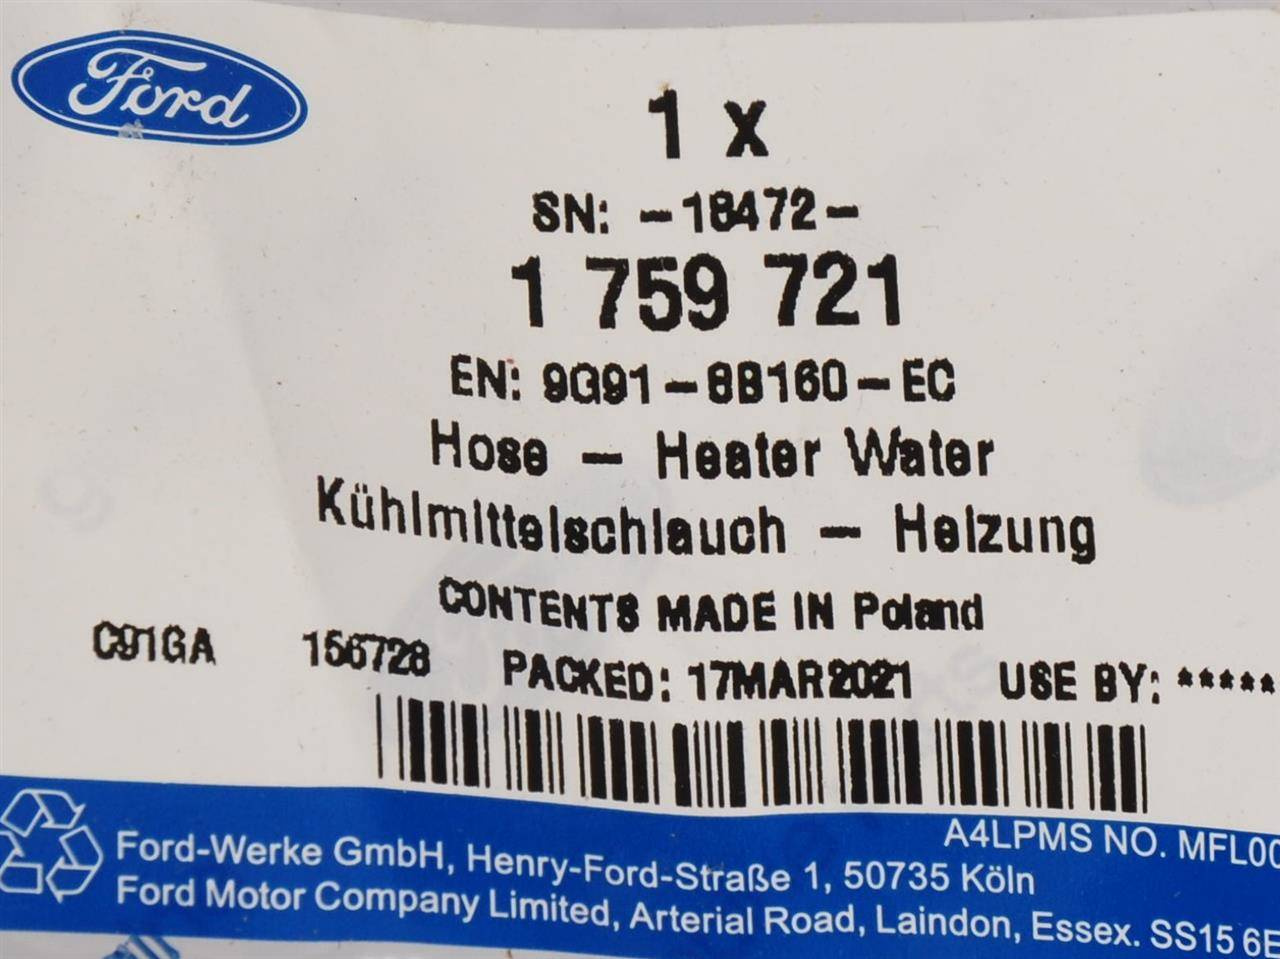 Ford
1 x
SN: -18472-
1 759 721
EN: 9G91-8B160-EC
Hose - Heater Water
Kühlmittelschlauch - Heizung
CONTENTS MADE IN Poland
C91GA 156728 PACKED: 17MAR2021 USE BY: *****
A4LPMS NO. MFL00
Ford-Werke GmbH, Henry-Ford-Straße 1, 50735 Köln
Ford Motor Company Limited, Arterial Road, Laindon, Essex. SS15 6E